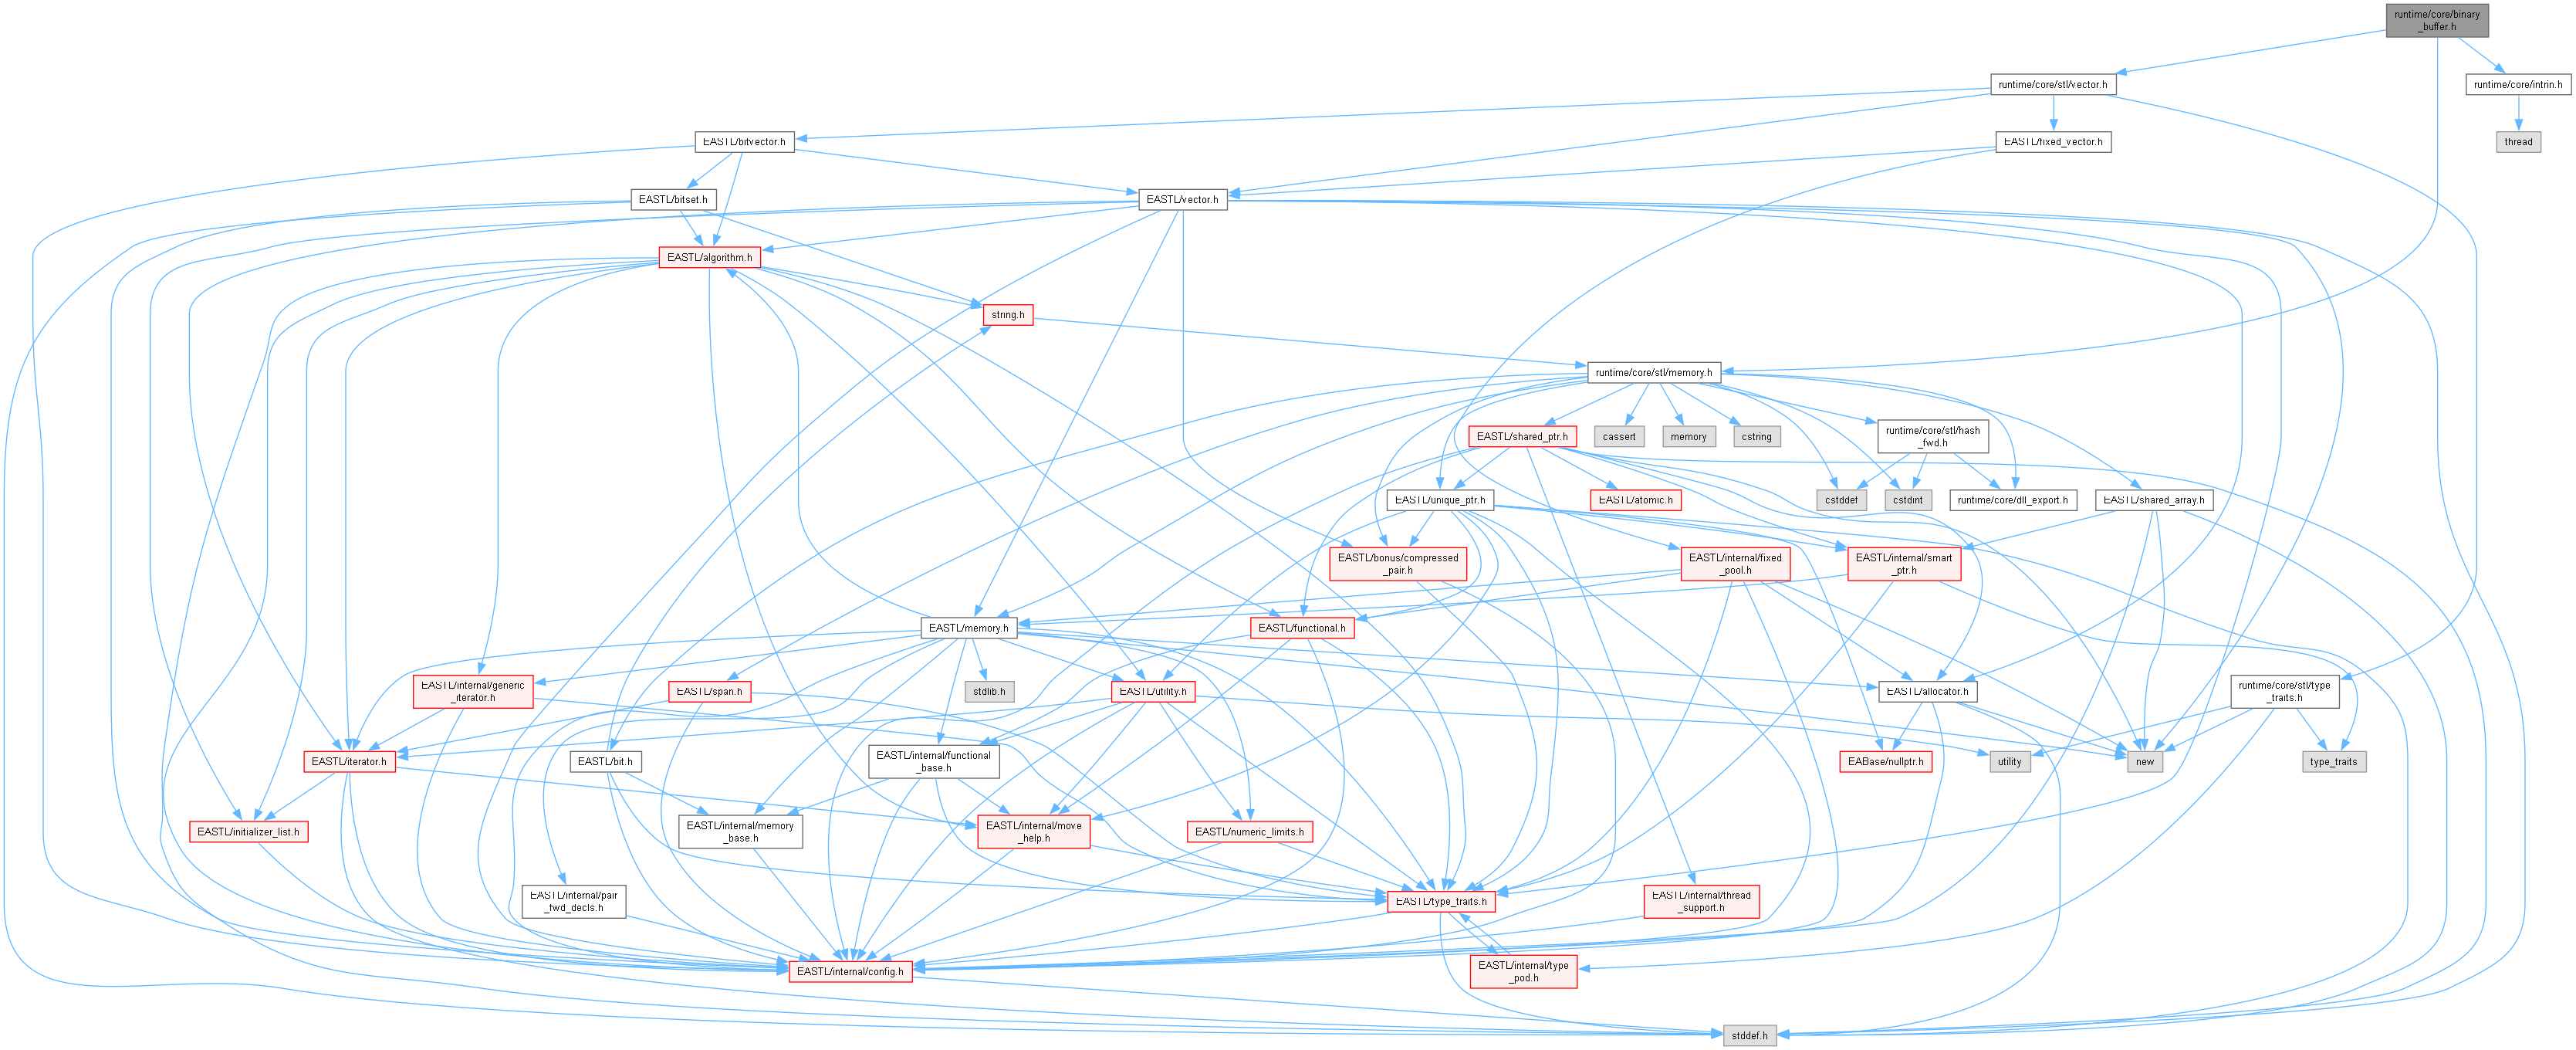 runtime/core/binary
_buffer.h
runtime/core/stl/vector.h
runtime/core/intrin.h
EASTL/bitvector.h
EASTL/fixed_vector.h
thread
EASTL/bitset.h
EASTL/vector.h
EASTL/algorithm.h
string.h
runtime/core/stl/memory.h
EASTL/shared_ptr.h
cassert
memory
cstring
runtime/core/stl/hash
_fwd.h
EASTL/unique_ptr.h
EASTL/atomic.h
cstddef
cstdint
runtime/core/dll_export.h
EASTL/shared_array.h
EASTL/bonus/compressed
_pair.h
EASTL/internal/fixed
_pool.h
EASTL/internal/smart
_ptr.h
EASTL/memory.h
EASTL/functional.h
EASTL/internal/generic
_iterator.h
EASTL/span.h
stdlib.h
EASTL/utility.h
EASTL/allocator.h
runtime/core/stl/type
_traits.h
EASTL/iterator.h
EASTL/bit.h
EASTL/internal/functional
_base.h
EABase/nullptr.h
utility
new
type_traits
EASTL/initializer_list.h
EASTL/internal/memory
_base.h
EASTL/internal/move
_help.h
EASTL/numeric_limits.h
EASTL/internal/pair
_fwd_decls.h
EASTL/type_traits.h
EASTL/internal/thread
_support.h
EASTL/internal/config.h
EASTL/internal/type
_pod.h
stddef.h